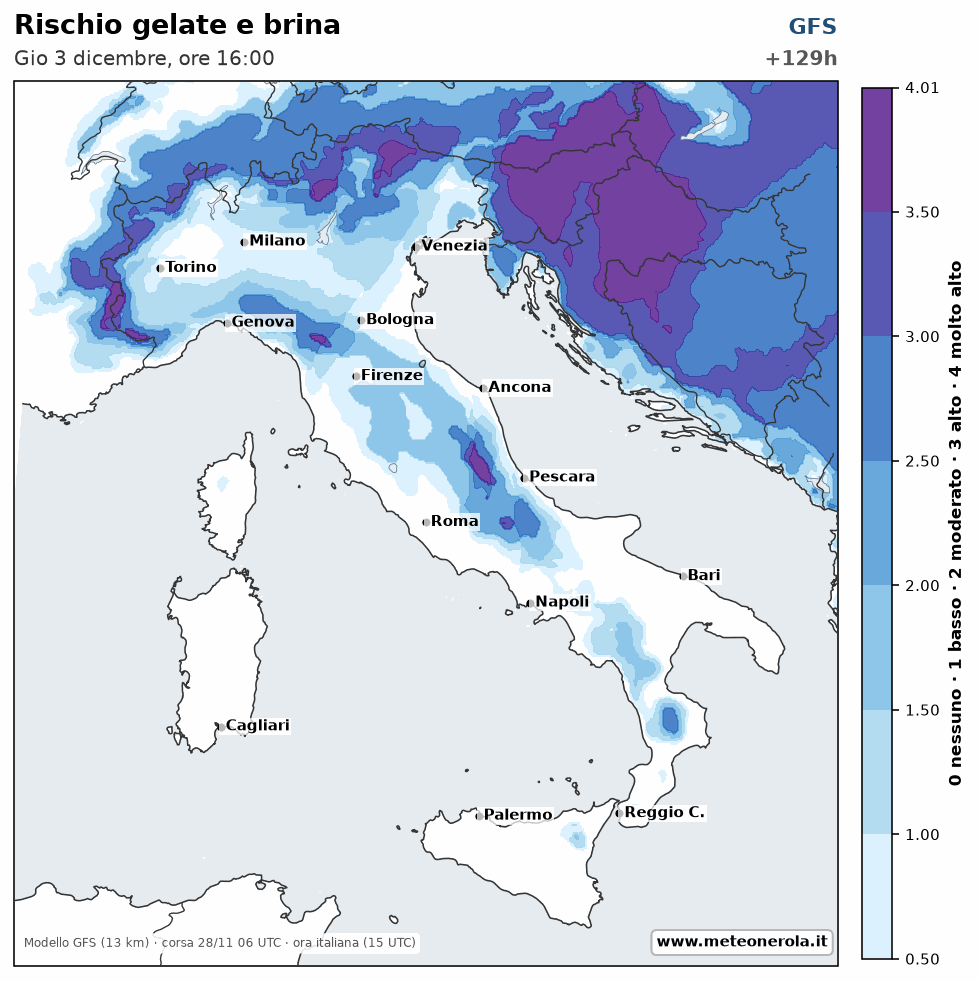 Rischio gelate e brina
GFS
Gio 3 dicembre, ore 16:00
+129h
4.01
3.50
3.00
2.50
2.00
1.50
1.00
0.50
0 nessuno · 1 basso · 2 moderato · 3 alto · 4 molto alto
Milano
Venezia
Torino
Genova
Bologna
Firenze
Ancona
Pescara
Roma
Bari
Napoli
Cagliari
Palermo
Reggio C.
Modello GFS (13 km) · corsa 28/11 06 UTC · ora italiana (15 UTC)
www.meteonerola.it